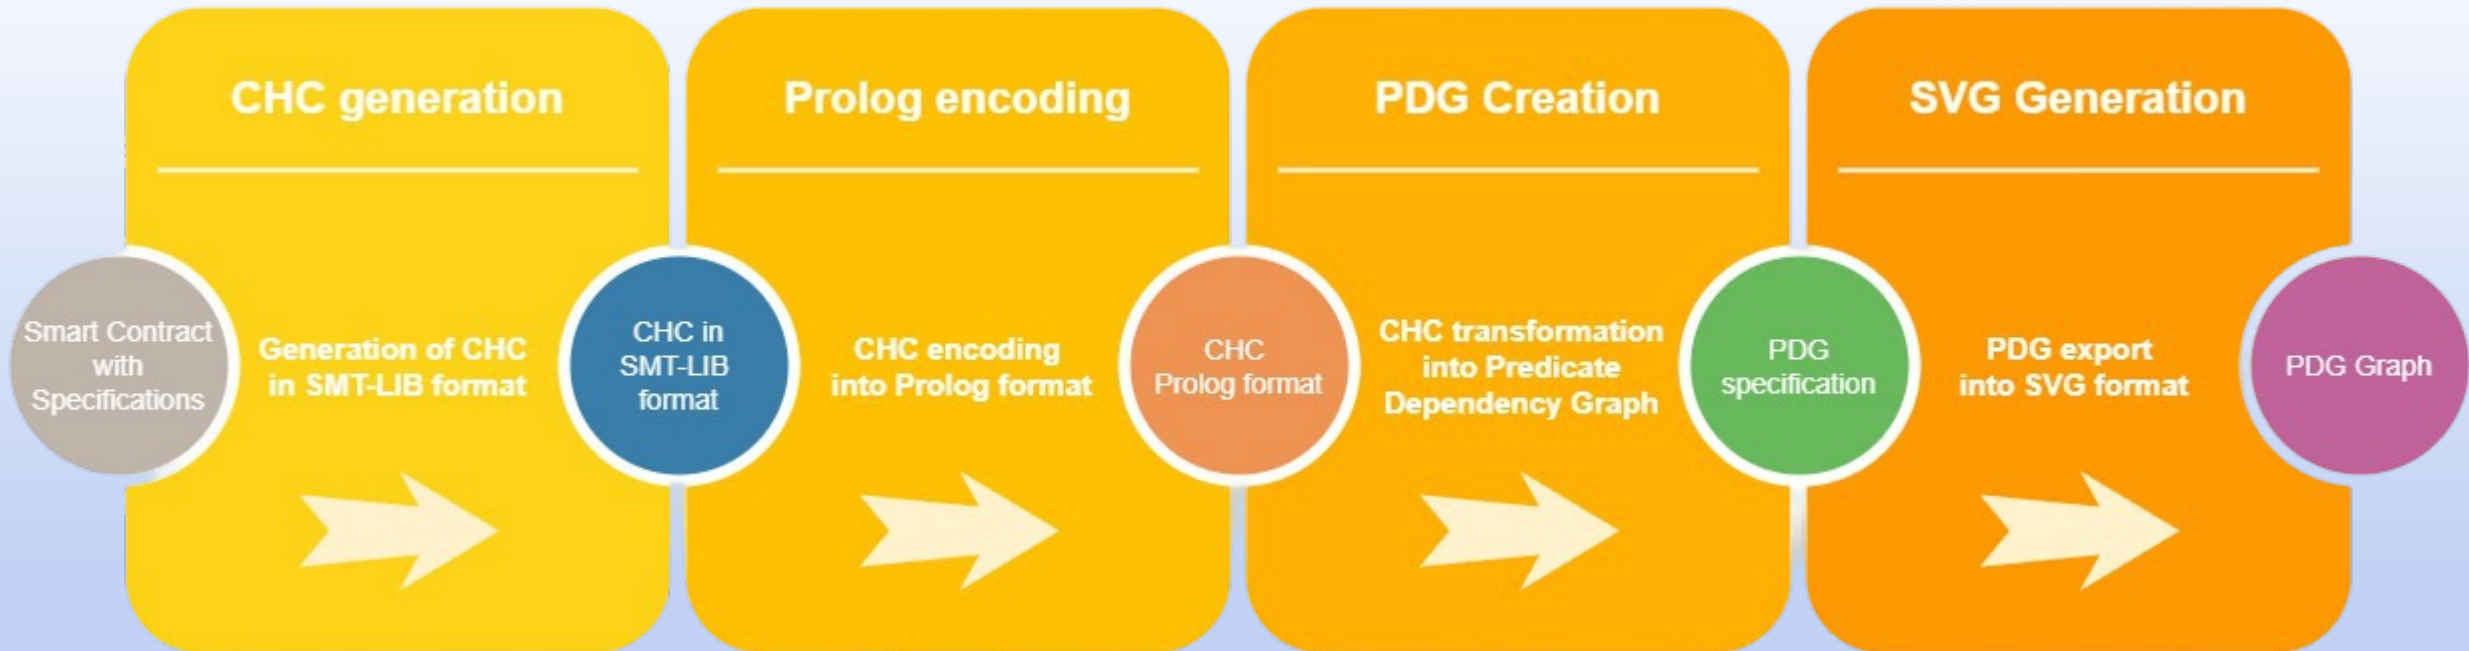 CHC generation
Prolog encoding
PDG Creation
SVG Generation
Smart Contract
with
Specifications
Generation of CHC
in SMT-LIB format
CHC in
SMT-LIB
format
CHC encoding
into Prolog format
CHC
Prolog format
CHC transformation
into Predicate
Dependency Graph
PDG
specification
PDG export
into SVG format
PDG Graph